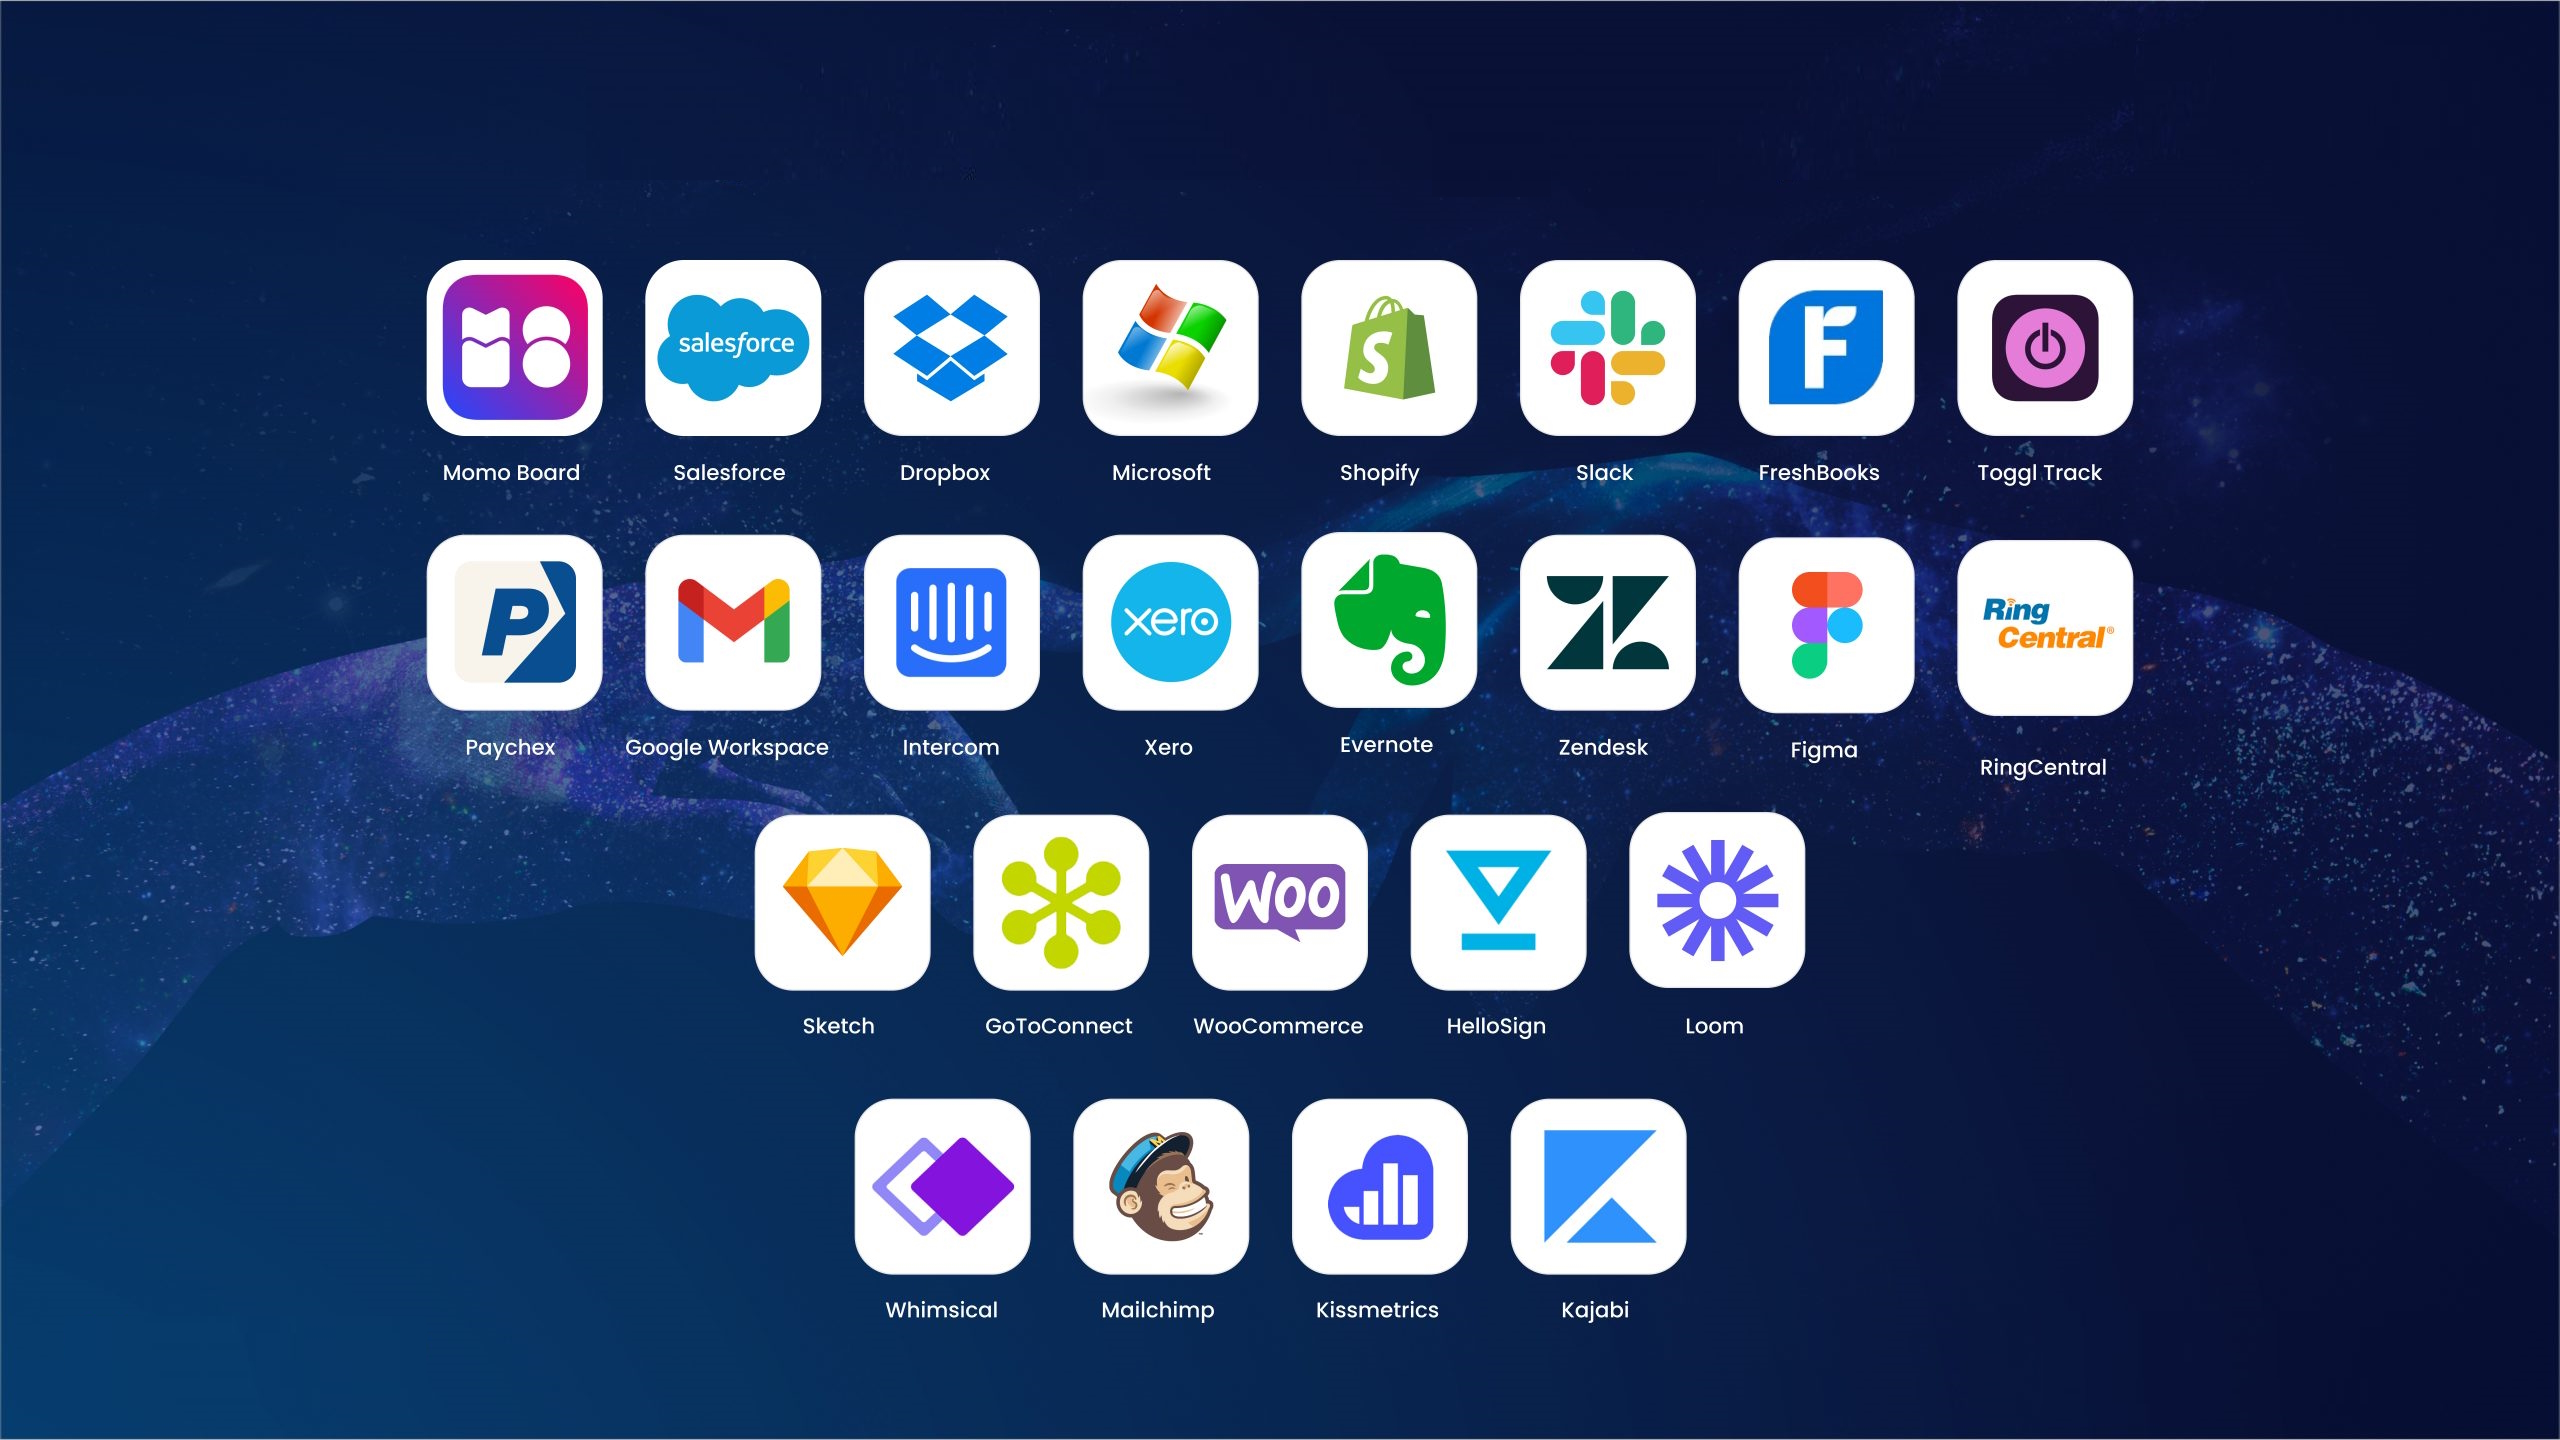 salesforce
Momo Board Salesforce Dropbox Microsoft Shopify Slack FreshBooks Toggl Track
xero
Ring
Central®
Paychex Google Workspace Intercom Xero Evernote Zendesk Figma RingCentral
Woo
Sketch GoToConnect WooCommerce HelloSign Loom
Whimsical Mailchimp Kissmetrics Kajabi